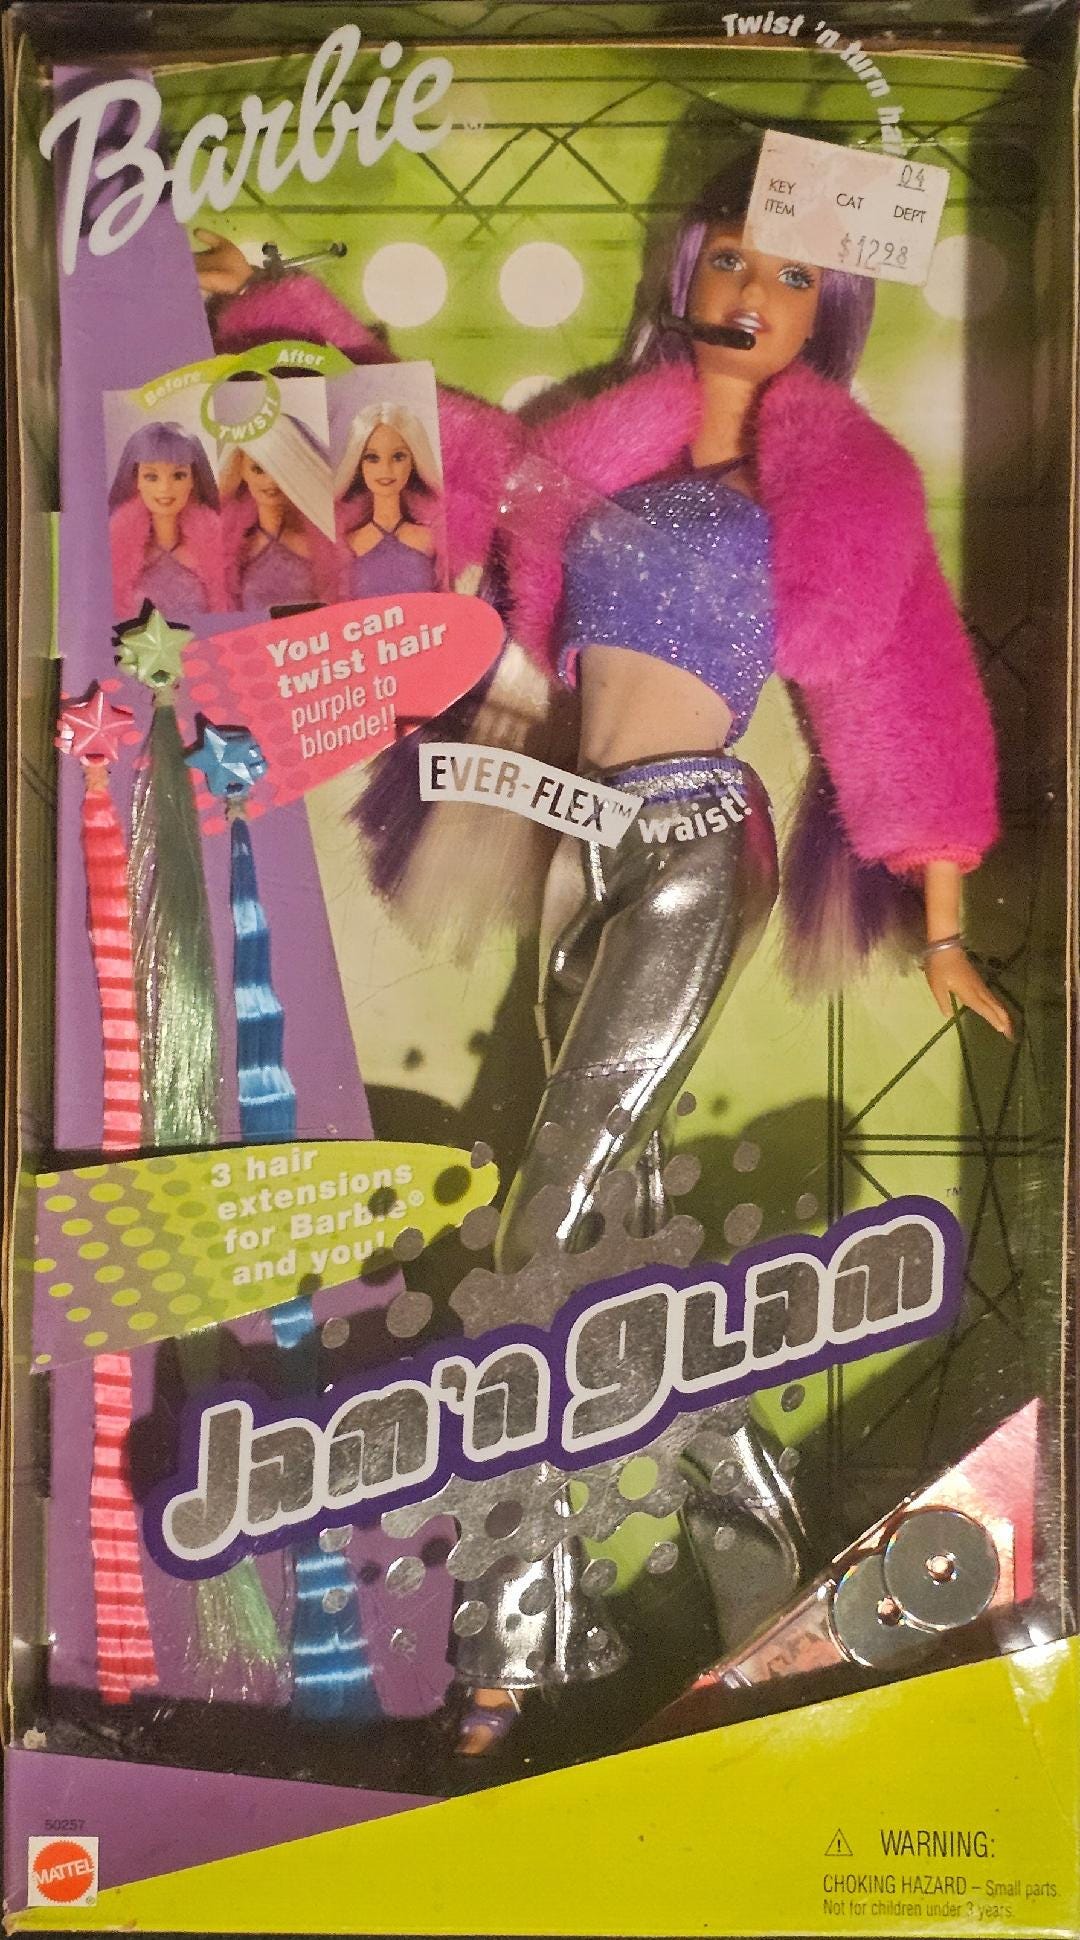 Barbie®
Twist 'n turn
04
KEY CAT DEPT
ITEM
$12.98
Before
After
TWIST!
You can
twist hair
purple to
blonde!!
EVER-FLEX™
waist!
3 hair
extensions
for Barbie®
and you!
Jam'n Glam™
50257
MATTEL®
WARNING:
CHOKING HAZARD – Small parts.
Not for children under 3 years.